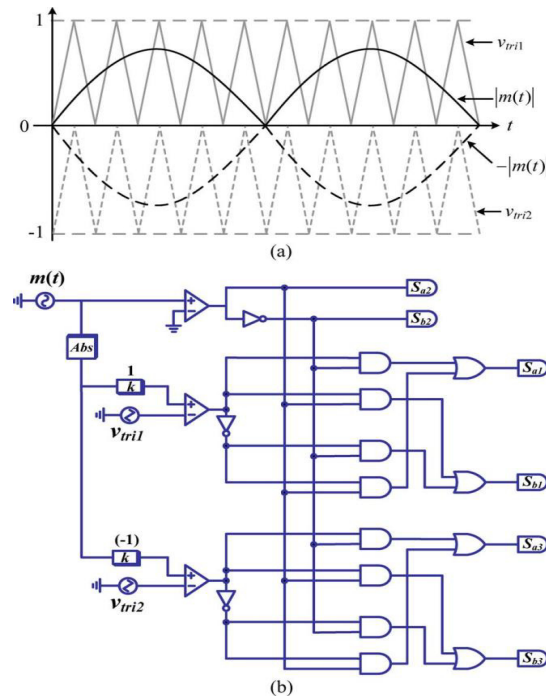 1
v_tri1
|m(t)|
0
t
-|m(t)|
v_tri2
-1
(a)
m(t)
S_a2
S_b2
Abs
1
k
S_a1
v_tri1
S_b1
(-1)
k
S_a3
v_tri2
S_b3
(b)